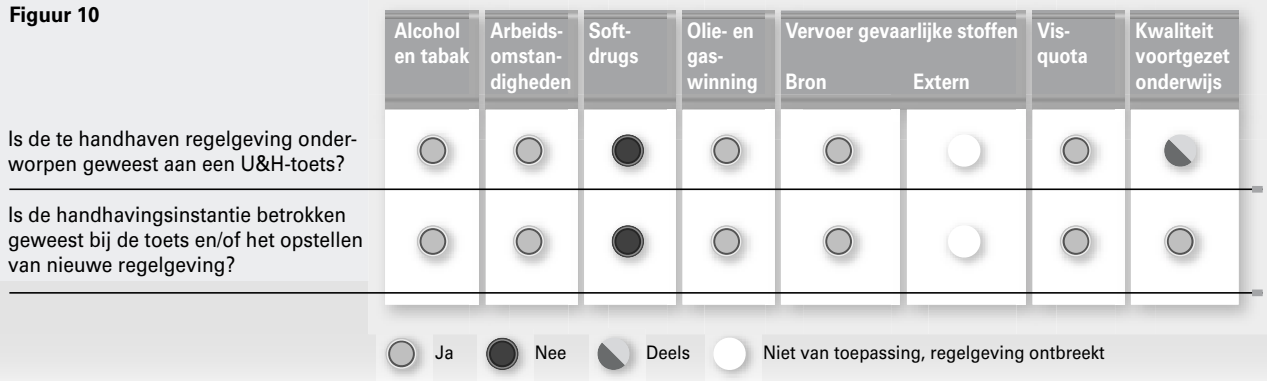 Figuur 10
Alcohol
en tabak
Arbeids-
omstan-
digheden
Soft-
drugs
Olie- en
gas-
winning
Vervoer gevaarlijke stoffen
Bron
Extern
Vis-
quota
Kwaliteit
voortgezet
onderwijs
Is de te handhaven regelgeving onder-
worpen geweest aan een U&H-toets?
Is de handhavingsinstantie betrokken
geweest bij de toets en/of het opstellen
van nieuwe regelgeving?
Ja
Nee
Deels
Niet van toepassing, regelgeving ontbreekt